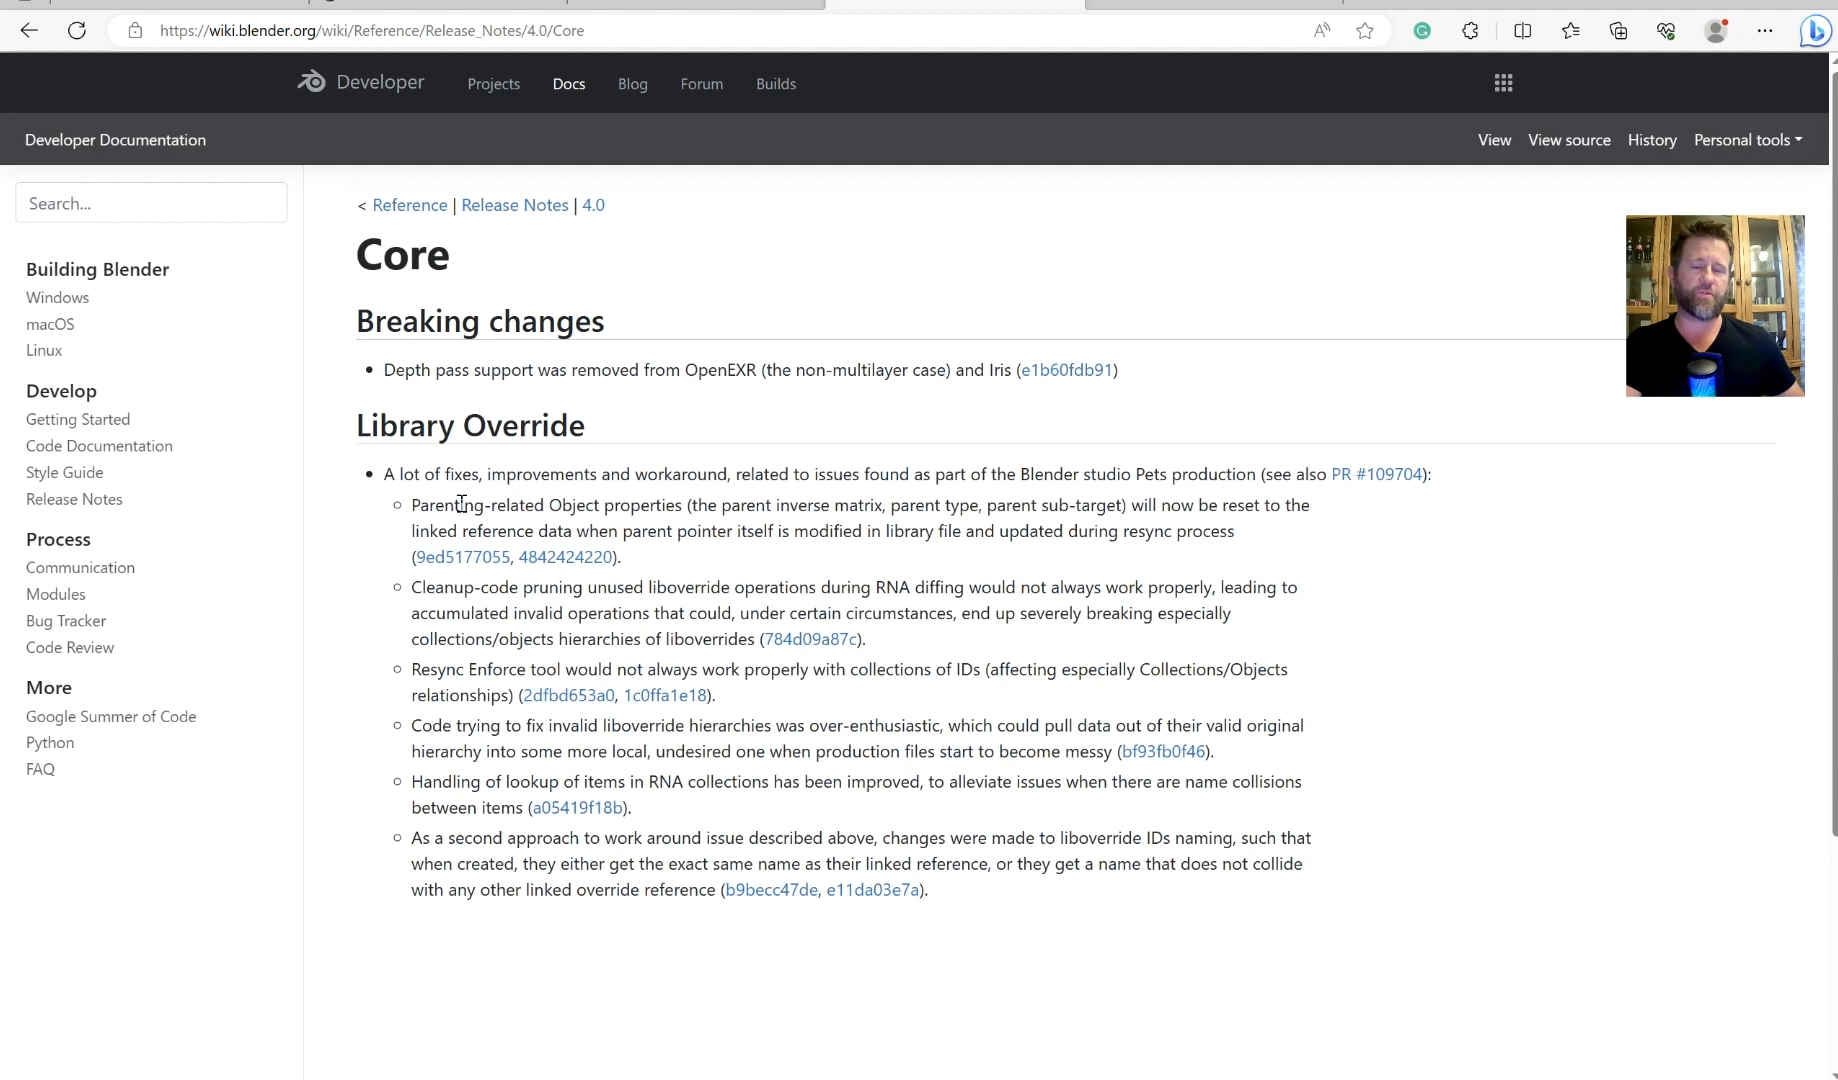 https://wiki.blender.org/wiki/Reference/Release_Notes/4.0/Core
Developer Projects Docs Blog Forum Builds
Developer Documentation View View source History Personal tools
Search...
Building Blender
Windows
macOS
Linux
Develop
Getting Started
Code Documentation
Style Guide
Release Notes
Process
Communication
Modules
Bug Tracker
Code Review
More
Google Summer of Code
Python
FAQ
< Reference | Release Notes | 4.0
Core
Breaking changes
• Depth pass support was removed from OpenEXR (the non-multilayer case) and Iris (e1b60fdb91)
Library Override
• A lot of fixes, improvements and workaround, related to issues found as part of the Blender studio Pets production (see also PR #109704):
○ Parenting-related Object properties (the parent inverse matrix, parent type, parent sub-target) will now be reset to the
linked reference data when parent pointer itself is modified in library file and updated during resync process
(9ed5177055, 4842424220).
○ Cleanup-code pruning unused liboverride operations during RNA diffing would not always work properly, leading to
accumulated invalid operations that could, under certain circumstances, end up severely breaking especially
collections/objects hierarchies of liboverrides (784d09a87c).
○ Resync Enforce tool would not always work properly with collections of IDs (affecting especially Collections/Objects
relationships) (2dfbd653a0, 1c0ffa1e18).
○ Code trying to fix invalid liboverride hierarchies was over-enthusiastic, which could pull data out of their valid original
hierarchy into some more local, undesired one when production files start to become messy (bf93fb0f46).
○ Handling of lookup of items in RNA collections has been improved, to alleviate issues when there are name collisions
between items (a05419f18b).
○ As a second approach to work around issue described above, changes were made to liboverride IDs naming, such that
when created, they either get the exact same name as their linked reference, or they get a name that does not collide
with any other linked override reference (b9becc47de, e11da03e7a).